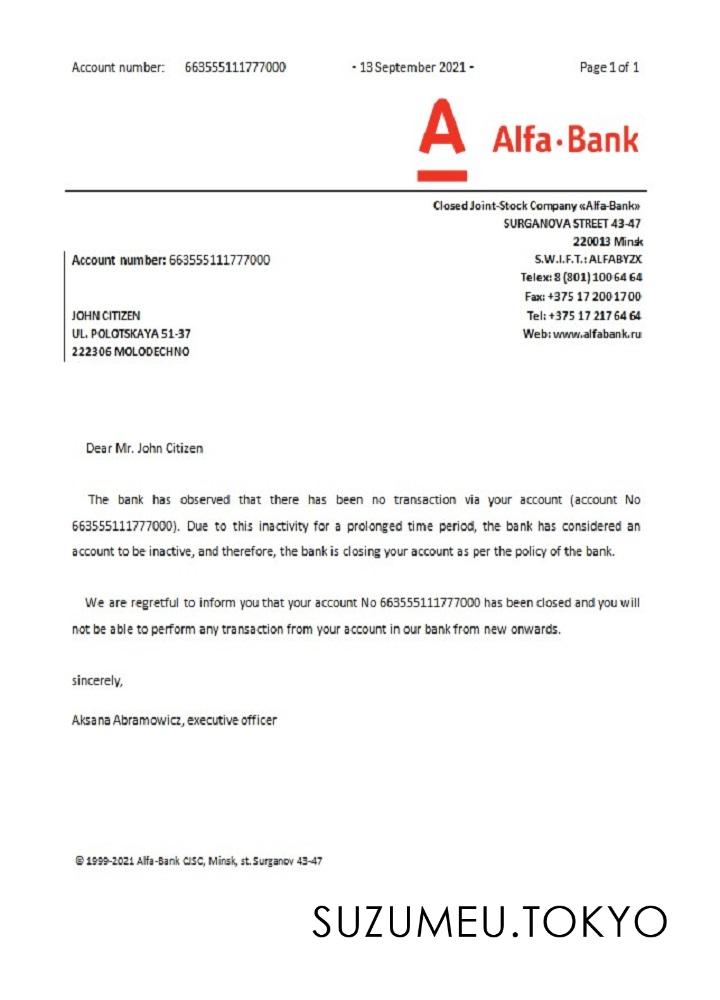 Account number: 663555111777000 - 13 September 2021 - Page 1 of 1
A Alfa·Bank
Closed Joint-Stock Company «Alfa-Bank»
SURGANOVA STREET 43-47
220013 Minsk
S.W.I.F.T.: ALFABYZX
Telex: 8 (801) 100 64 64
Fax: +375 17 200 17 00
Tel: +375 17 217 64 64
Web: www.alfabank.ru
Account number: 663555111777000
JOHN CITIZEN
UL. POLOTSKAYA 51-37
222306 MOLODECHNO
Dear Mr. John Citizen
The bank has observed that there has been no transaction via your account (account No
663555111777000). Due to this inactivity for a prolonged time period, the bank has considered an
account to be inactive, and therefore, the bank is closing your account as per the policy of the bank.
We are regretful to inform you that your account No 663555111777000 has been closed and you will
not be able to perform any transaction from your account in our bank from new onwards.
sincerely,
Aksana Abramowicz, executive officer
© 1999-2021 Alfa-Bank CJSC, Minsk, st. Surganov 43-47
SUZUMEU.TOKYO